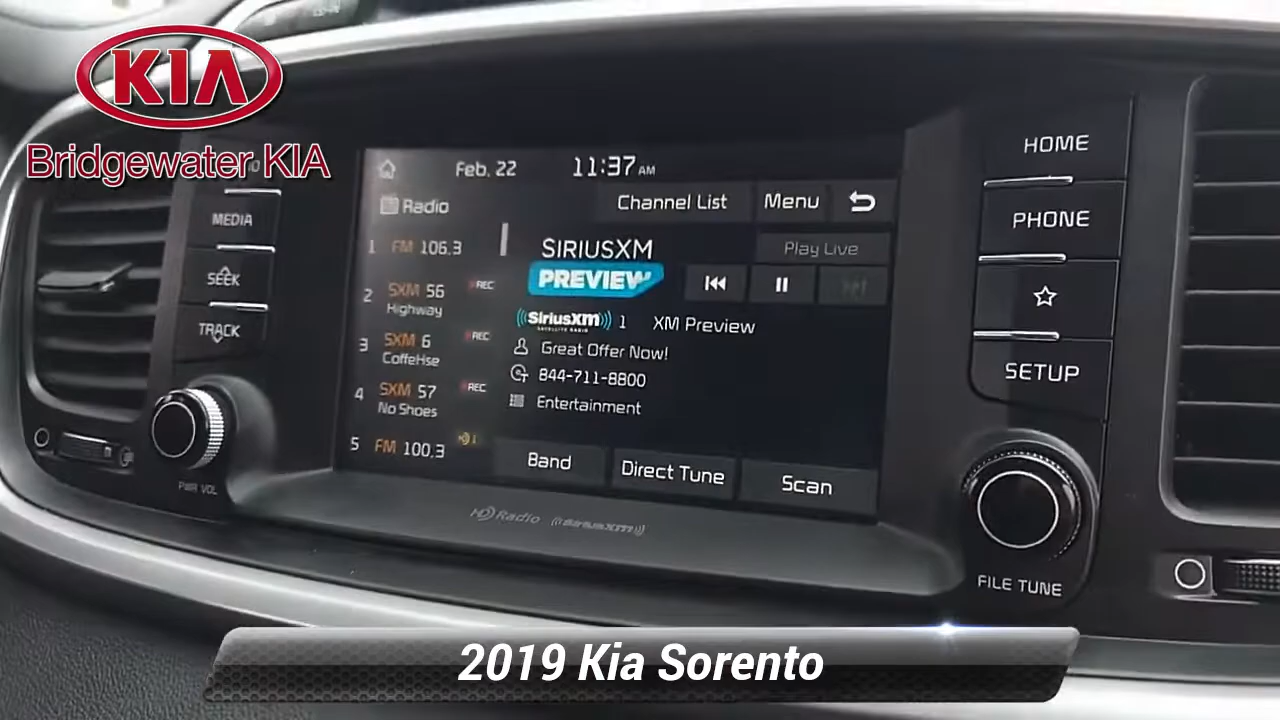 KIA
Bridgewater KIA
MEDIA
SEEK
TRACK
PWR VOL
Feb. 22
11:37 AM
Radio
Channel List
Menu
1 FM 106.3
SIRIUSXM
PREVIEW
Play Live
2 SXM 56 REC
Highway
((SiriusXM)) 1 XM Preview
SATELLITE RADIO
3 SXM 6 REC
CoffeHse
Great Offer Now!
844-711-8800
4 SXM 57 REC
No Shoes
Entertainment
5 FM 100.3
Band
Direct Tune
Scan
HD Radio ((SiriusXM))
HOME
PHONE
SETUP
FILE TUNE
2019 Kia Sorento